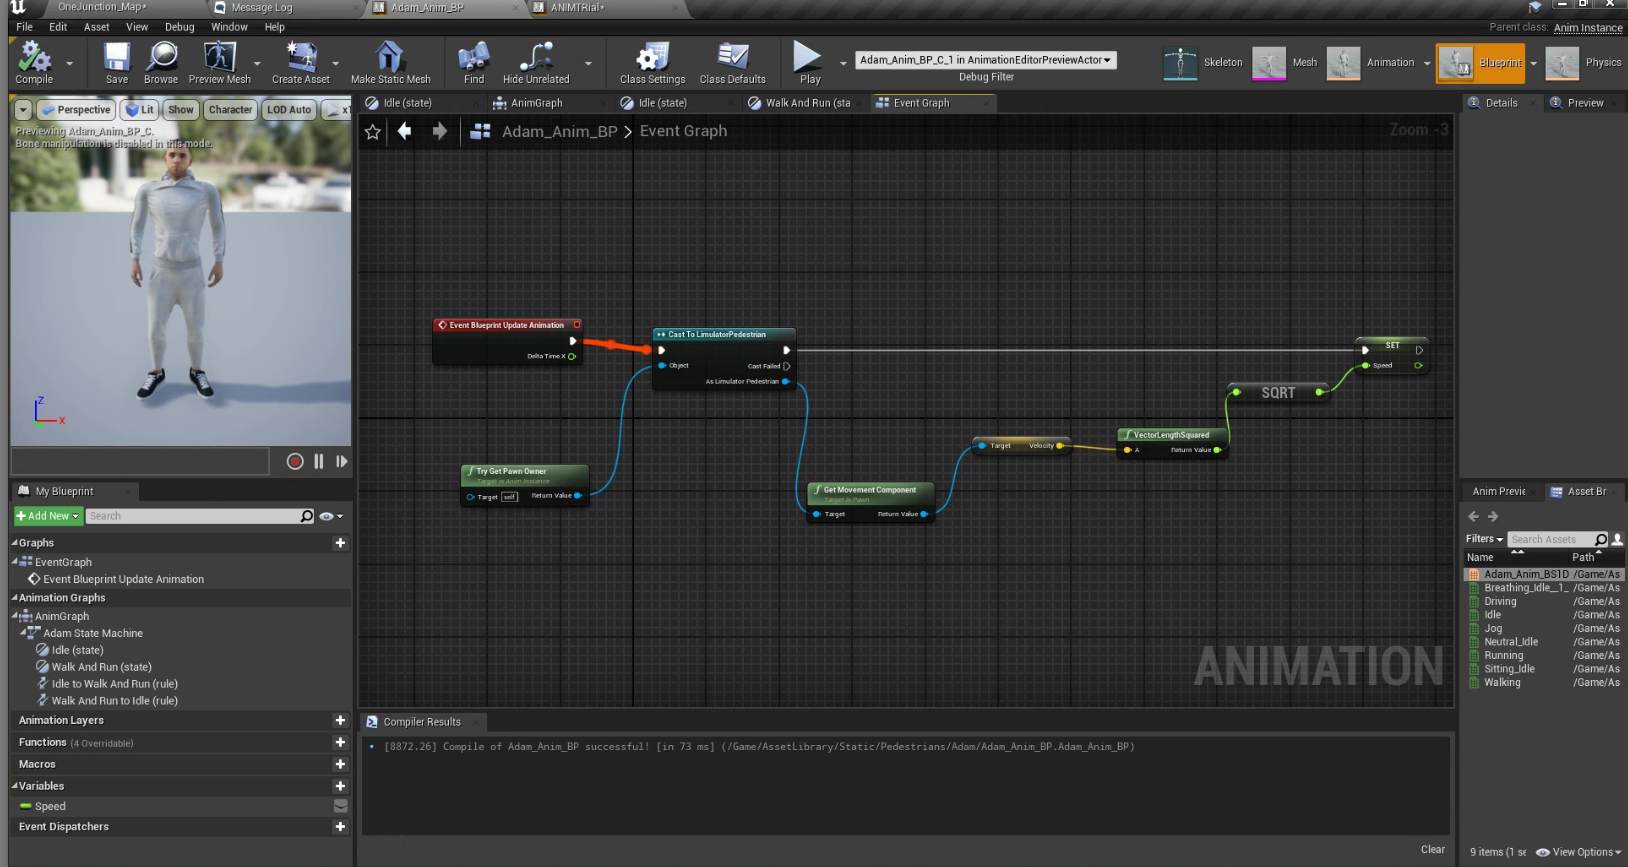 OneJunction_Map*
Message Log
Adam_Anim_BP
ANIMTRial*
File Edit Asset View Debug Window Help
Parent class: Anim Instance
Compile
Save
Browse
Preview Mesh
Create Asset
Make Static Mesh
Find
Hide Unrelated
Class Settings
Class Defaults
Play
Adam_Anim_BP_C_1 in AnimationEditorPreviewActor
Debug Filter
Skeleton
Mesh
Animation
Blueprint
Physics
Perspective
Lit
Show
Character
LOD Auto
x1
Previewing Adam_Anim_BP_C.
Bone manipulation is disabled in this mode.
Z
X
Idle (state)
AnimGraph
Idle (state)
Walk And Run (sta
Event Graph
Adam_Anim_BP > Event Graph
Zoom -3
Event Blueprint Update Animation
Delta Time X
Cast To LimulatorPedestrian
Object
Cast Failed
As Limulator Pedestrian
Try Get Pawn Owner
Target is Anim Instance
Target self Return Value
Get Movement Component
Target is Pawn
Target Return Value
Target Velocity
VectorLengthSquared
A Return Value
SQRT
SET
Speed
ANIMATION
My Blueprint
+Add New
Search
Graphs
EventGraph
Event Blueprint Update Animation
Animation Graphs
AnimGraph
Adam State Machine
Idle (state)
Walk And Run (state)
Idle to Walk And Run (rule)
Walk And Run to Idle (rule)
Animation Layers
Functions (4 Overridable)
Macros
Variables
Speed
Event Dispatchers
Compiler Results
[8872.26] Compile of Adam_Anim_BP successful! [in 73 ms] (/Game/AssetLibrary/Static/Pedestrians/Adam/Adam_Anim_BP.Adam_Anim_BP)
Clear
Details
Preview
Anim Previe
Asset Br
Filters
Search Assets
Name Path
Adam_Anim_BS1D /Game/As
Breathing_Idle__1_ /Game/As
Driving /Game/As
Idle /Game/As
Jog /Game/As
Neutral_Idle /Game/As
Running /Game/As
Sitting_Idle /Game/As
Walking /Game/As
9 items (1 se
View Options